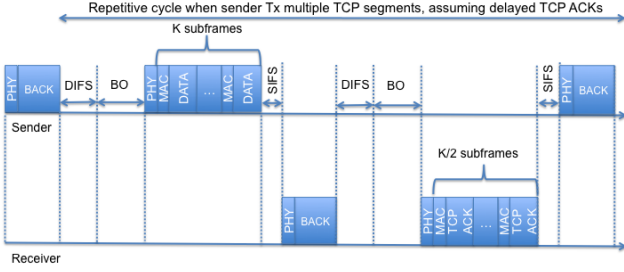 Repetitive cycle when sender Tx multiple TCP segments, assuming delayed TCP ACKs
K subframes
PHY
BACK
DIFS
BO
PHY
MAC
DATA
...
MAC
DATA
SIFS
DIFS
BO
SIFS
PHY
BACK
Sender
K/2 subframes
PHY
BACK
PHY
MAC
TCP
ACK
...
MAC
TCP
ACK
Receiver